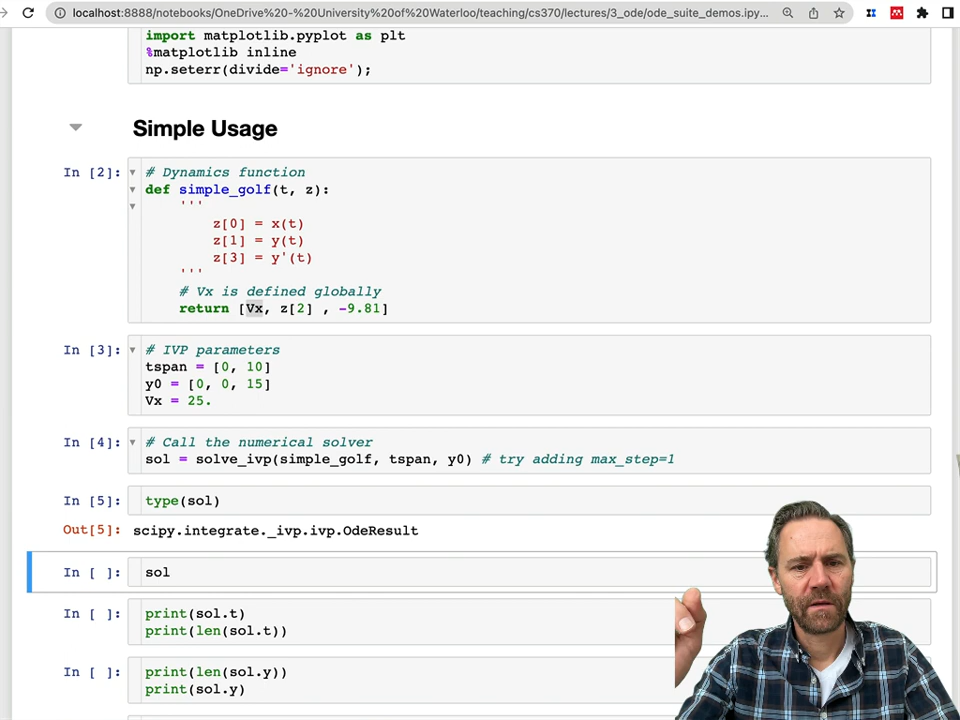 localhost:8888/notebooks/OneDrive%20-%20University%20of%20Waterloo/teaching/cs370/lectures/3_ode/ode_suite_demos.ipy...
import matplotlib.pyplot as plt
%matplotlib inline
np.seterr(divide='ignore');
Simple Usage
In [2]:
# Dynamics function
def simple_golf(t, z):
'''
z[0] = x(t)
z[1] = y(t)
z[3] = y'(t)
'''
# Vx is defined globally
return [Vx, z[2] , -9.81]
In [3]:
# IVP parameters
tspan = [0, 10]
y0 = [0, 0, 15]
Vx = 25.
In [4]:
# Call the numerical solver
sol = solve_ivp(simple_golf, tspan, y0) # try adding max_step=1
In [5]:
type(sol)
Out[5]:
scipy.integrate._ivp.ivp.OdeResult
In [ ]:
sol
In [ ]:
print(sol.t)
print(len(sol.t))
In [ ]:
print(len(sol.y))
print(sol.y)